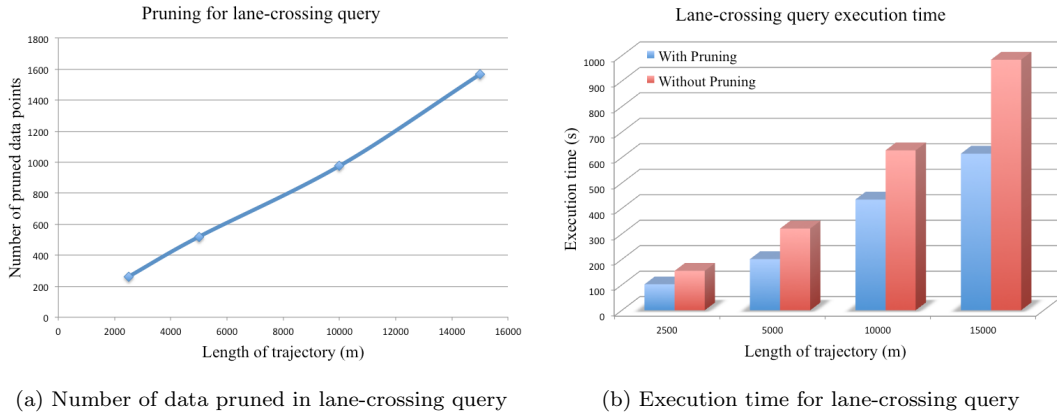 Pruning for lane-crossing query
Number of pruned data points
1800
1600
1400
1200
1000
800
600
400
200
0
0 2000 4000 6000 8000 10000 12000 14000 16000
Length of trajectory (m)
(a) Number of data pruned in lane-crossing query
Lane-crossing query execution time
With Pruning
Without Pruning
Execution time (s)
1000
900
800
700
600
500
400
300
200
100
0
2500 5000 10000 15000
Length of trajectory (m)
(b) Execution time for lane-crossing query